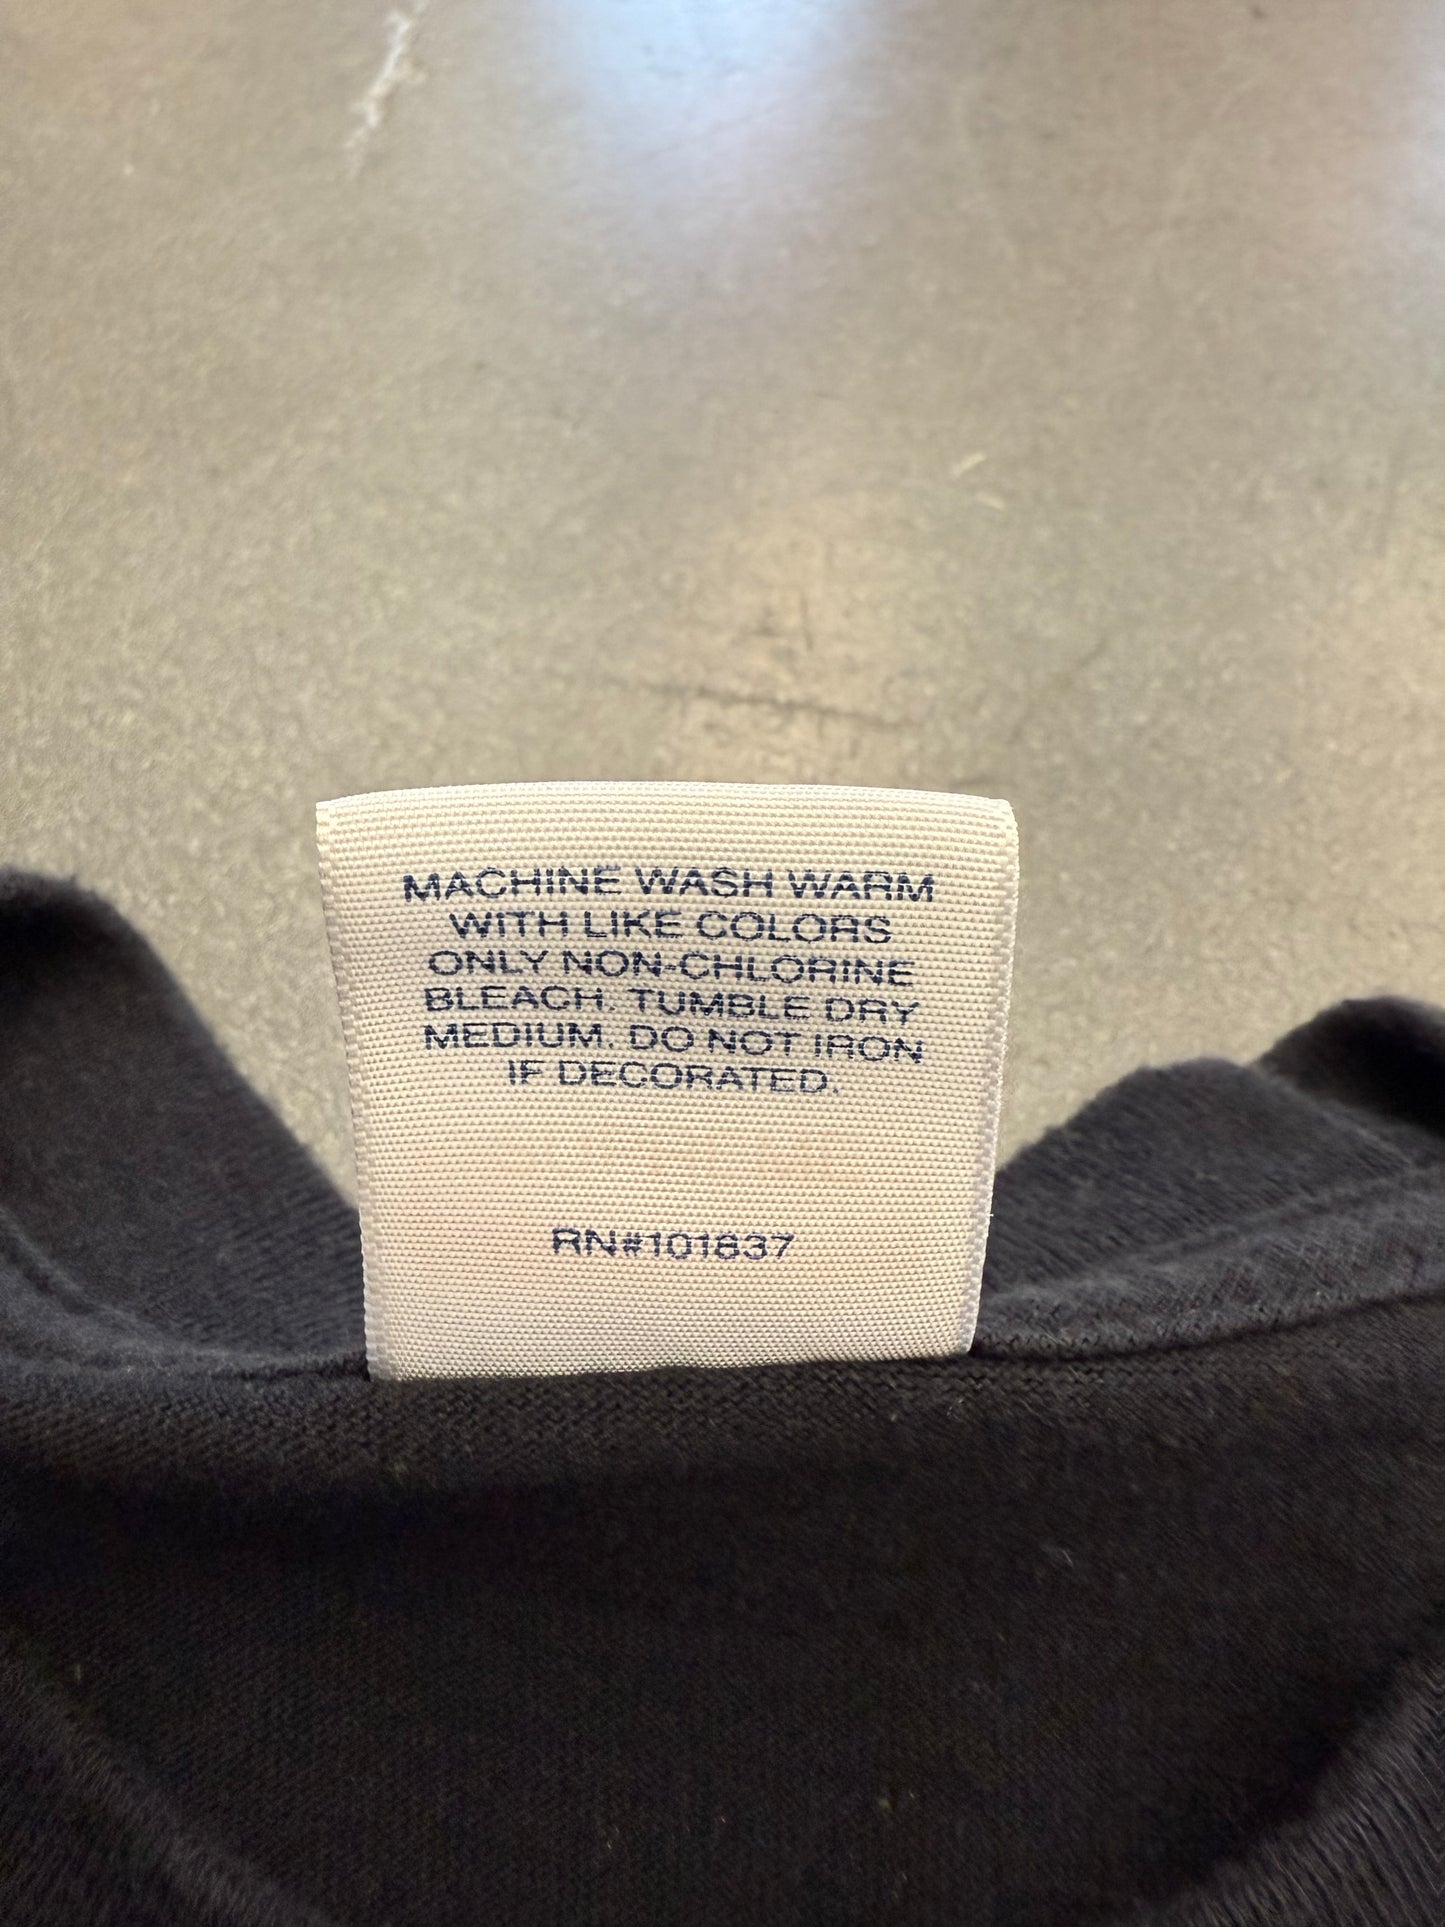 MACHINE WASH WARM
WITH LIKE COLORS
ONLY NON-CHLORINE
BLEACH. TUMBLE DRY
MEDIUM. DO NOT IRON
IF DECORATED.
RN#101837